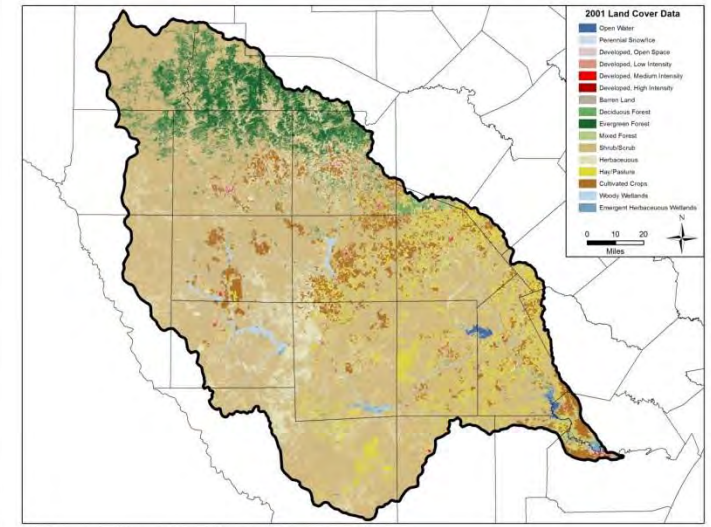 2001 Land Cover Data
Open Water
Perennial Snow/Ice
Developed, Open Space
Developed, Low Intensity
Developed, Medium Intensity
Developed, High Intensity
Barren Land
Deciduous Forest
Evergreen Forest
Mixed Forest
Shrub/Scrub
Herbaceous
Hay/Pasture
Cultivated Crops
Woody Wetlands
Emergent Herbaceous Wetlands
N
0 10 20
Miles